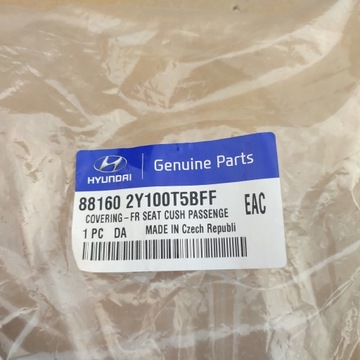 HYUNDAI
Genuine Parts
88160 2Y100T5BFF
COVERING-FR SEAT CUSH PASSENGE
EAC
1 PC DA MADE IN Czech Republi